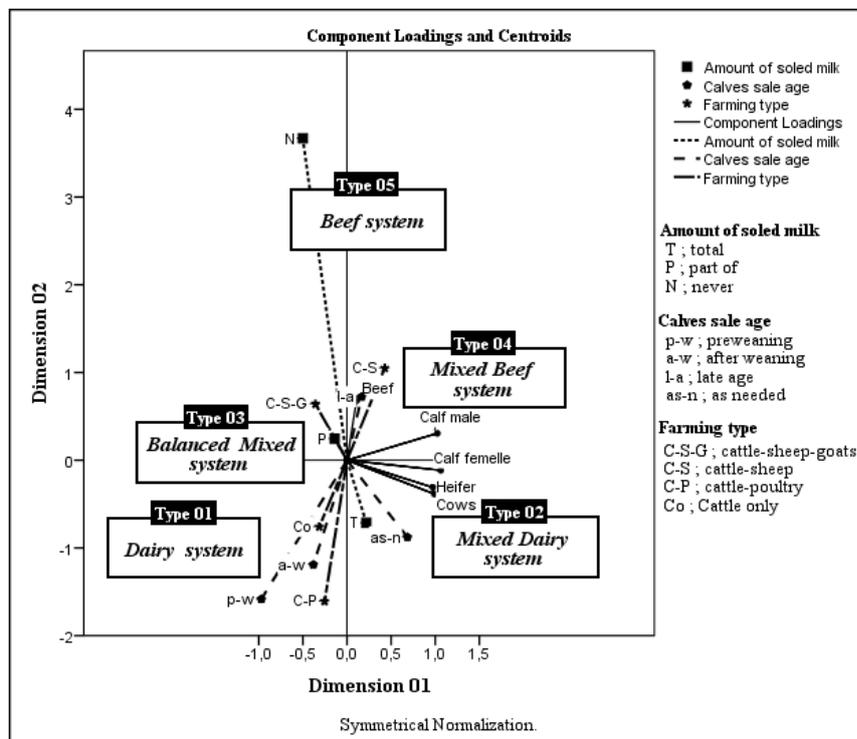 Component Loadings and Centroids
Amount of soled milk
Calves sale age
Farming type
Component Loadings
Amount of soled milk
Calves sale age
Farming type
Amount of soled milk
T ; total
P ; part of
N ; never
Calves sale age
p-w ; preweaning
a-w ; after weaning
l-a ; late age
as-n ; as needed
Farming type
C-S-G ; cattle-sheep-goats
C-S ; cattle-sheep
C-P ; cattle-poultry
Co ; Cattle only
Dimension 02
4
3
2
1
0
-1
-2
N
Type 05
Beef system
Type 04
Mixed Beef
system
C-S
l-a
Beef
C-S-G
P
Calf male
Type 03
Balanced Mixed
system
Calf femelle
Heifer
Cows
Type 01
Dairy system
Co
T
as-n
Type 02
Mixed Dairy
system
a-w
p-w
C-P
-1,0
-0,5
0,0
0,5
1,0
1,5
Dimension 01
Symmetrical Normalization.